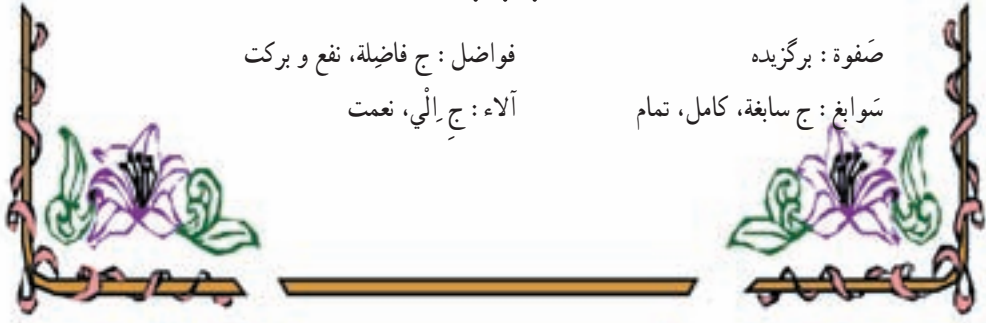 صَفوة : برگزیده
فواضل : ج فاضِلة، نفع و برکت
سَوابغ : ج سابغة، کامل، تمام
آلاء : ج إِلْي، نعمت